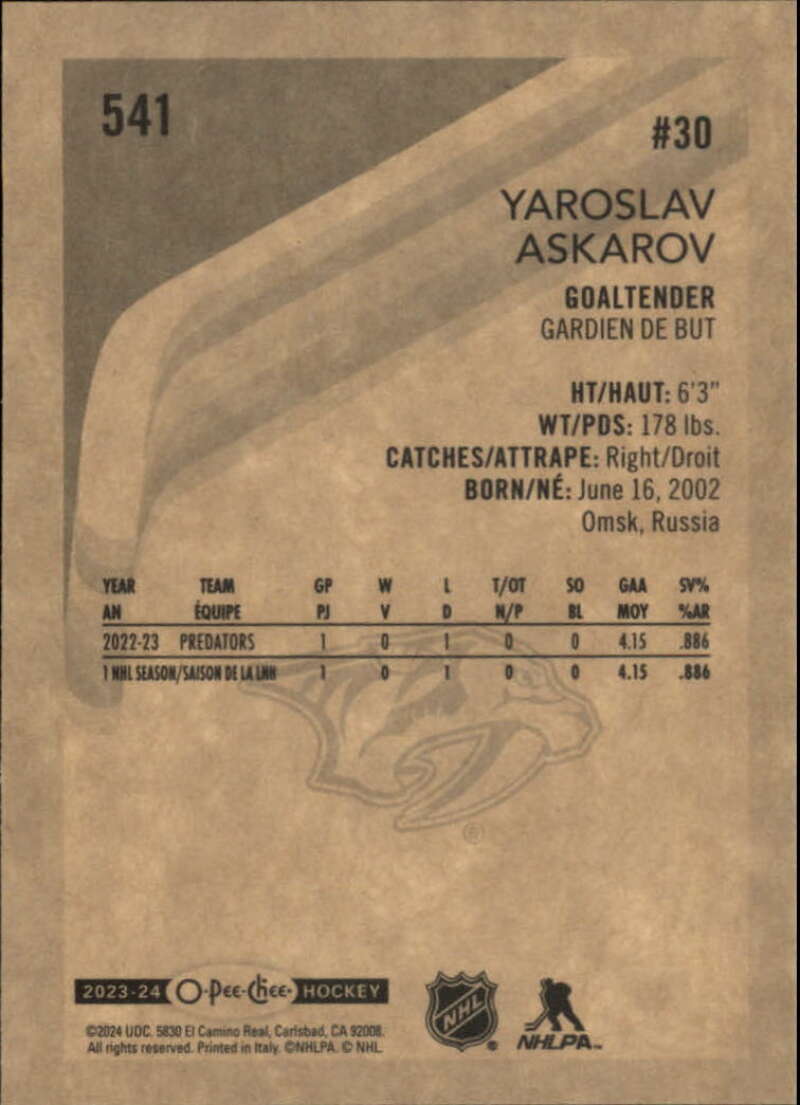 541
#30
YAROSLAV
ASKAROV
GOALTENDER
GARDIEN DE BUT
HT/HAUT: 6'3"
WT/PDS: 178 lbs.
CATCHES/ATTRAPE: Right/Droit
BORN/NÉ: June 16, 2002
Omsk, Russia
YEAR TEAM GP W L T/OT SO GAA SV%
AN ÉQUIPE PJ V D N/P BL MOY %AR
2022-23 PREDATORS 1 0 1 0 0 4.15 .886
1 NHL SEASON/SAISON DE LA LNH 1 0 1 0 0 4.15 .886
®
2023-24 O-Pee-Chee- HOCKEY
©2024 UDC. 5830 El Camino Real, Carlsbad, CA 92008.
All rights reserved. Printed in Italy. ©NHLPA. © NHL.
NHL ®
NHLPA™